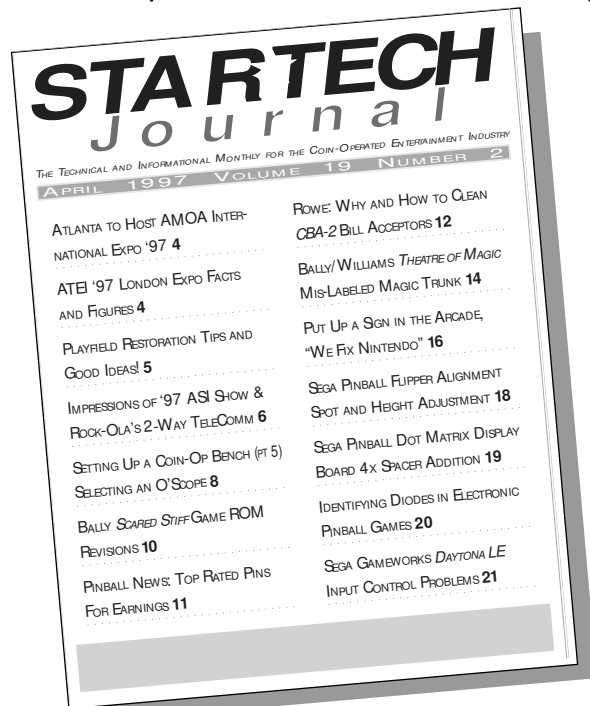 STARTECH
Journal
THE TECHNICAL AND INFORMATIONAL MONTHLY FOR THE COIN-OPERATED ENTERTAINMENT INDUSTRY
APRIL 1997 VOLUME 19 NUMBER 2
ATLANTA TO HOST AMOA INTER-
NATIONAL EXPO ‘97 4
ATEI ‘97 LONDON EXPO FACTS
AND FIGURES 4
PLAYFIELD RESTORATION TIPS AND
GOOD IDEAS! 5
IMPRESSIONS OF ‘97 ASI SHOW &
ROCK-OLA’S 2-WAY TELECOMM 6
SETTING UP A COIN-OP BENCH (PT 5)
SELECTING AN O’SCOPE 8
BALLY SCARED STIFF GAME ROM
REVISIONS 10
PINBALL NEWS: TOP RATED PINS
FOR EARNINGS 11
ROWE: WHY AND HOW TO CLEAN
CBA-2 BILL ACCEPTORS 12
BALLY/WILLIAMS THEATRE OF MAGIC
MIS-LABELED MAGIC TRUNK 14
PUT UP A SIGN IN THE ARCADE,
“WE FIX NINTENDO” 16
SEGA PINBALL FLIPPER ALIGNMENT
SPOT AND HEIGHT ADJUSTMENT 18
SEGA PINBALL DOT MATRIX DISPLAY
BOARD 4X SPACER ADDITION 19
IDENTIFYING DIODES IN ELECTRONIC
PINBALL GAMES 20
SEGA GAMEWORKS DAYTONA LE
INPUT CONTROL PROBLEMS 21